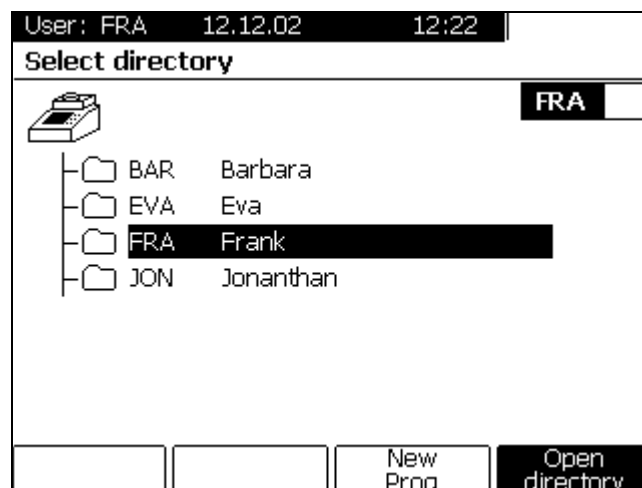 User: FRA 12.12.02 12:22
Select directory
FRA
BAR Barbara
EVA Eva
FRA Frank
JON Jonanthan
New Prog.
Open directory